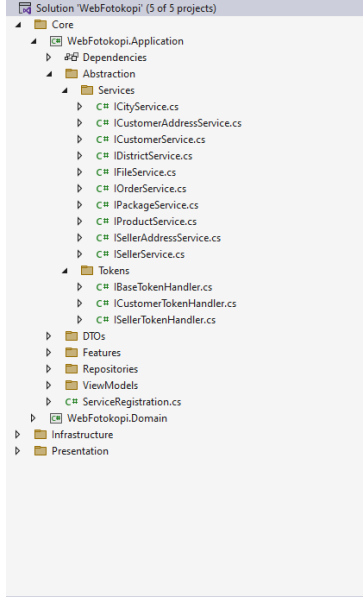 Solution 'WebFotokopi' (5 of 5 projects)
Core
C# WebFotokopi.Application
Dependencies
Abstraction
Services
C# ICityService.cs
C# ICustomerAddressService.cs
C# ICustomerService.cs
C# IDistrictService.cs
C# IFileService.cs
C# IOrderService.cs
C# IPackageService.cs
C# IProductService.cs
C# ISellerAddressService.cs
C# ISellerService.cs
Tokens
C# IBaseTokenHandler.cs
C# ICustomerTokenHandler.cs
C# ISellerTokenHandler.cs
DTOs
Features
Repositories
ViewModels
C# ServiceRegistration.cs
C# WebFotokopi.Domain
Infrastructure
Presentation